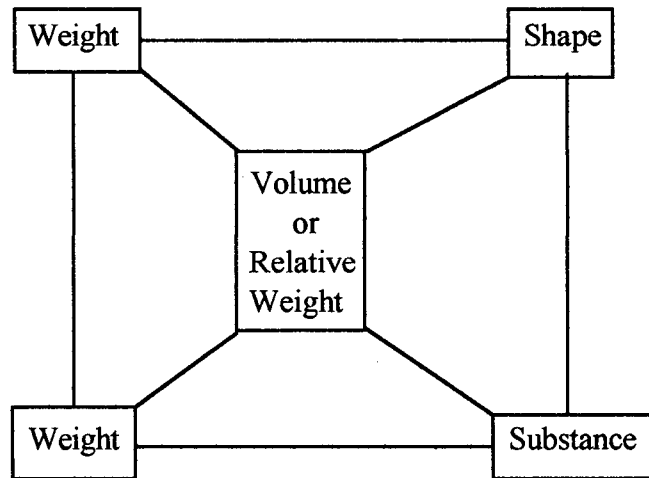 Weight
Shape
Volume
or
Relative
Weight
Weight
Substance